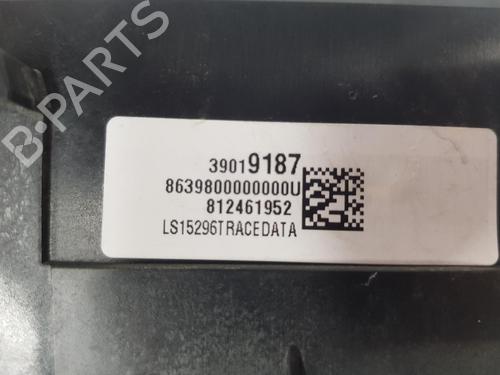 B-PARTS
39019187
8639800000000U
812461952
LS15296TRACEDATA